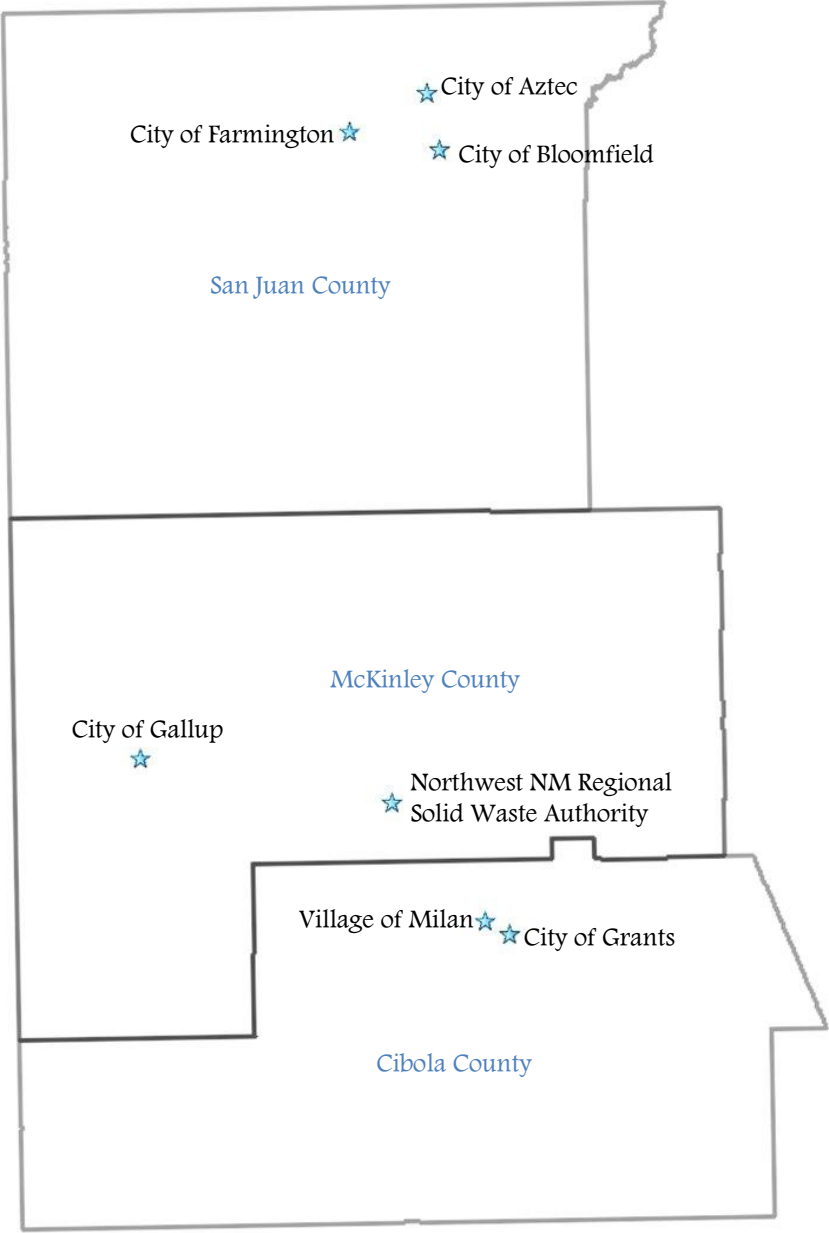 City of Aztec
City of Farmington
City of Bloomfield
San Juan County
McKinley County
City of Gallup
Northwest NM Regional
Solid Waste Authority
Village of Milan
City of Grants
Cibola County